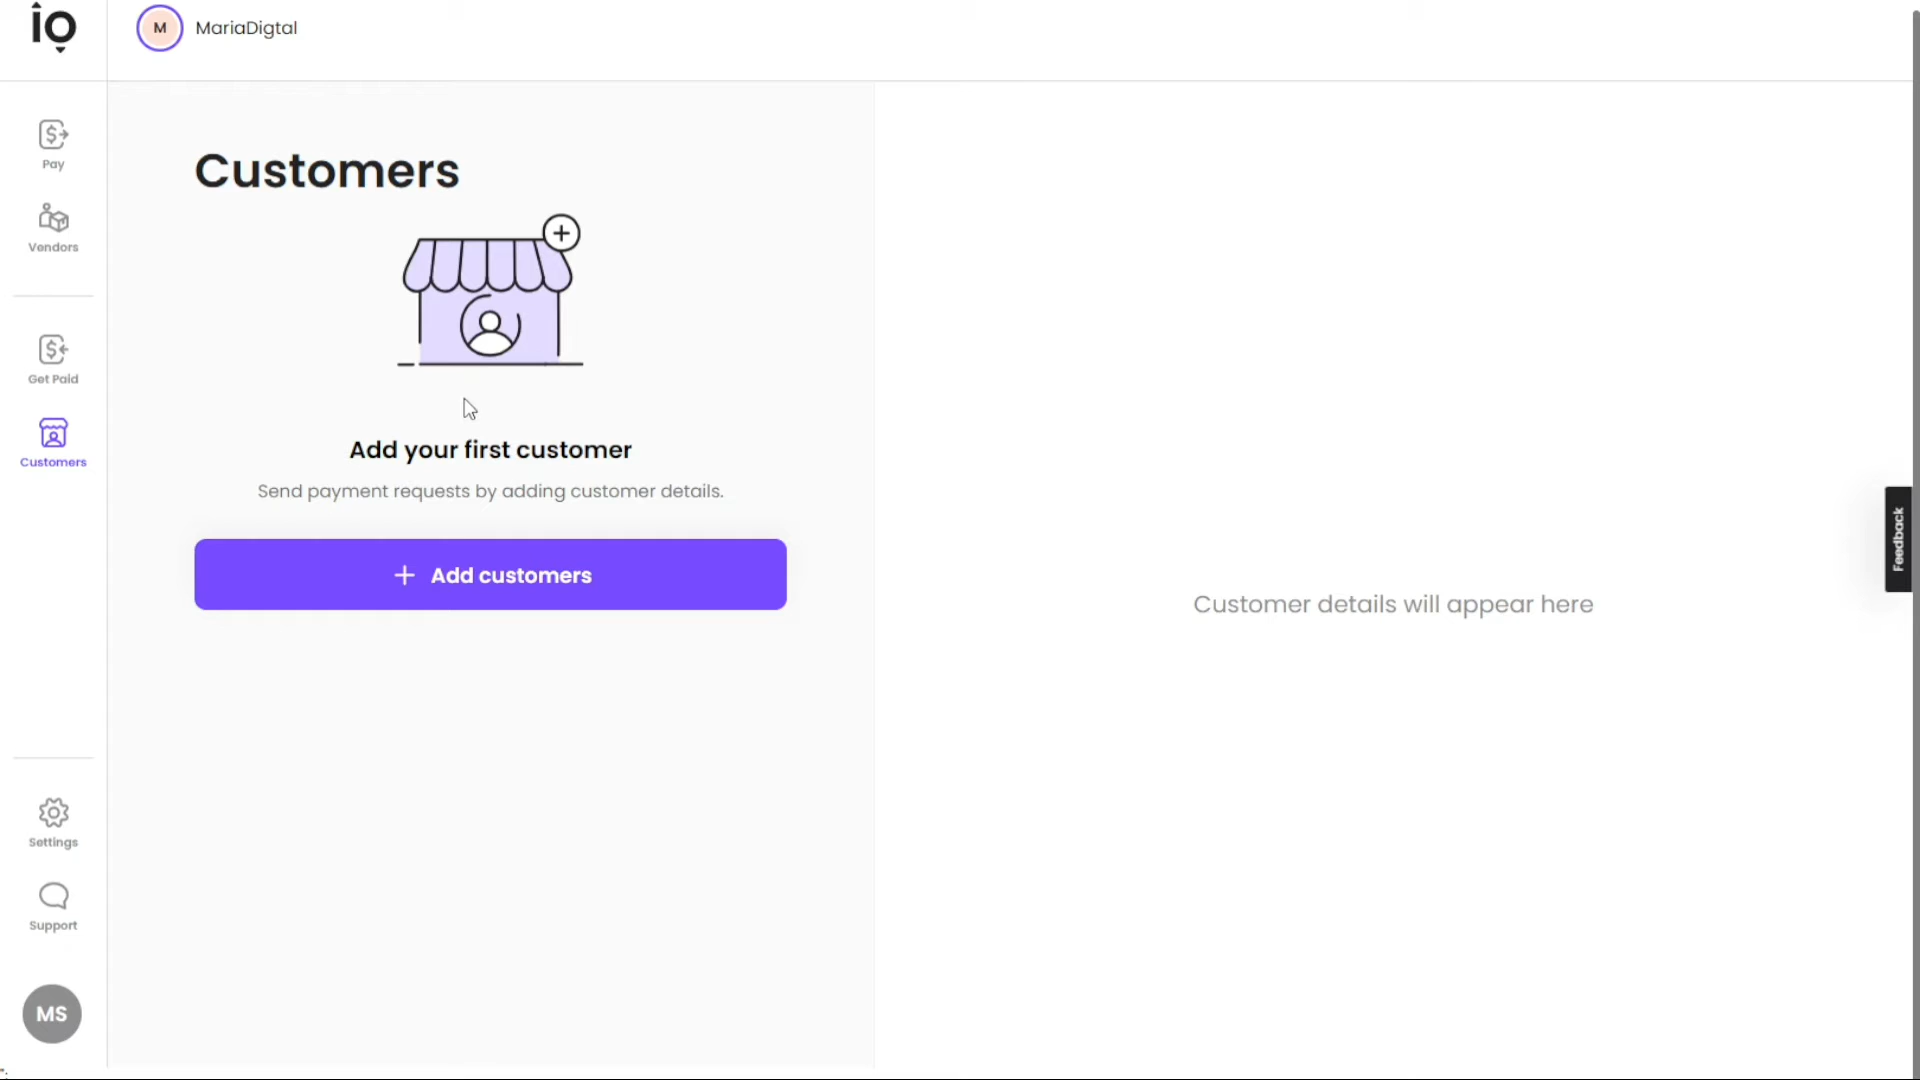 io
M MariaDigtal
Pay
Vendors
Get Paid
Customers
Settings
Support
MS
Customers
Add your first customer
Send payment requests by adding customer details.
+ Add customers
Customer details will appear here
Feedback